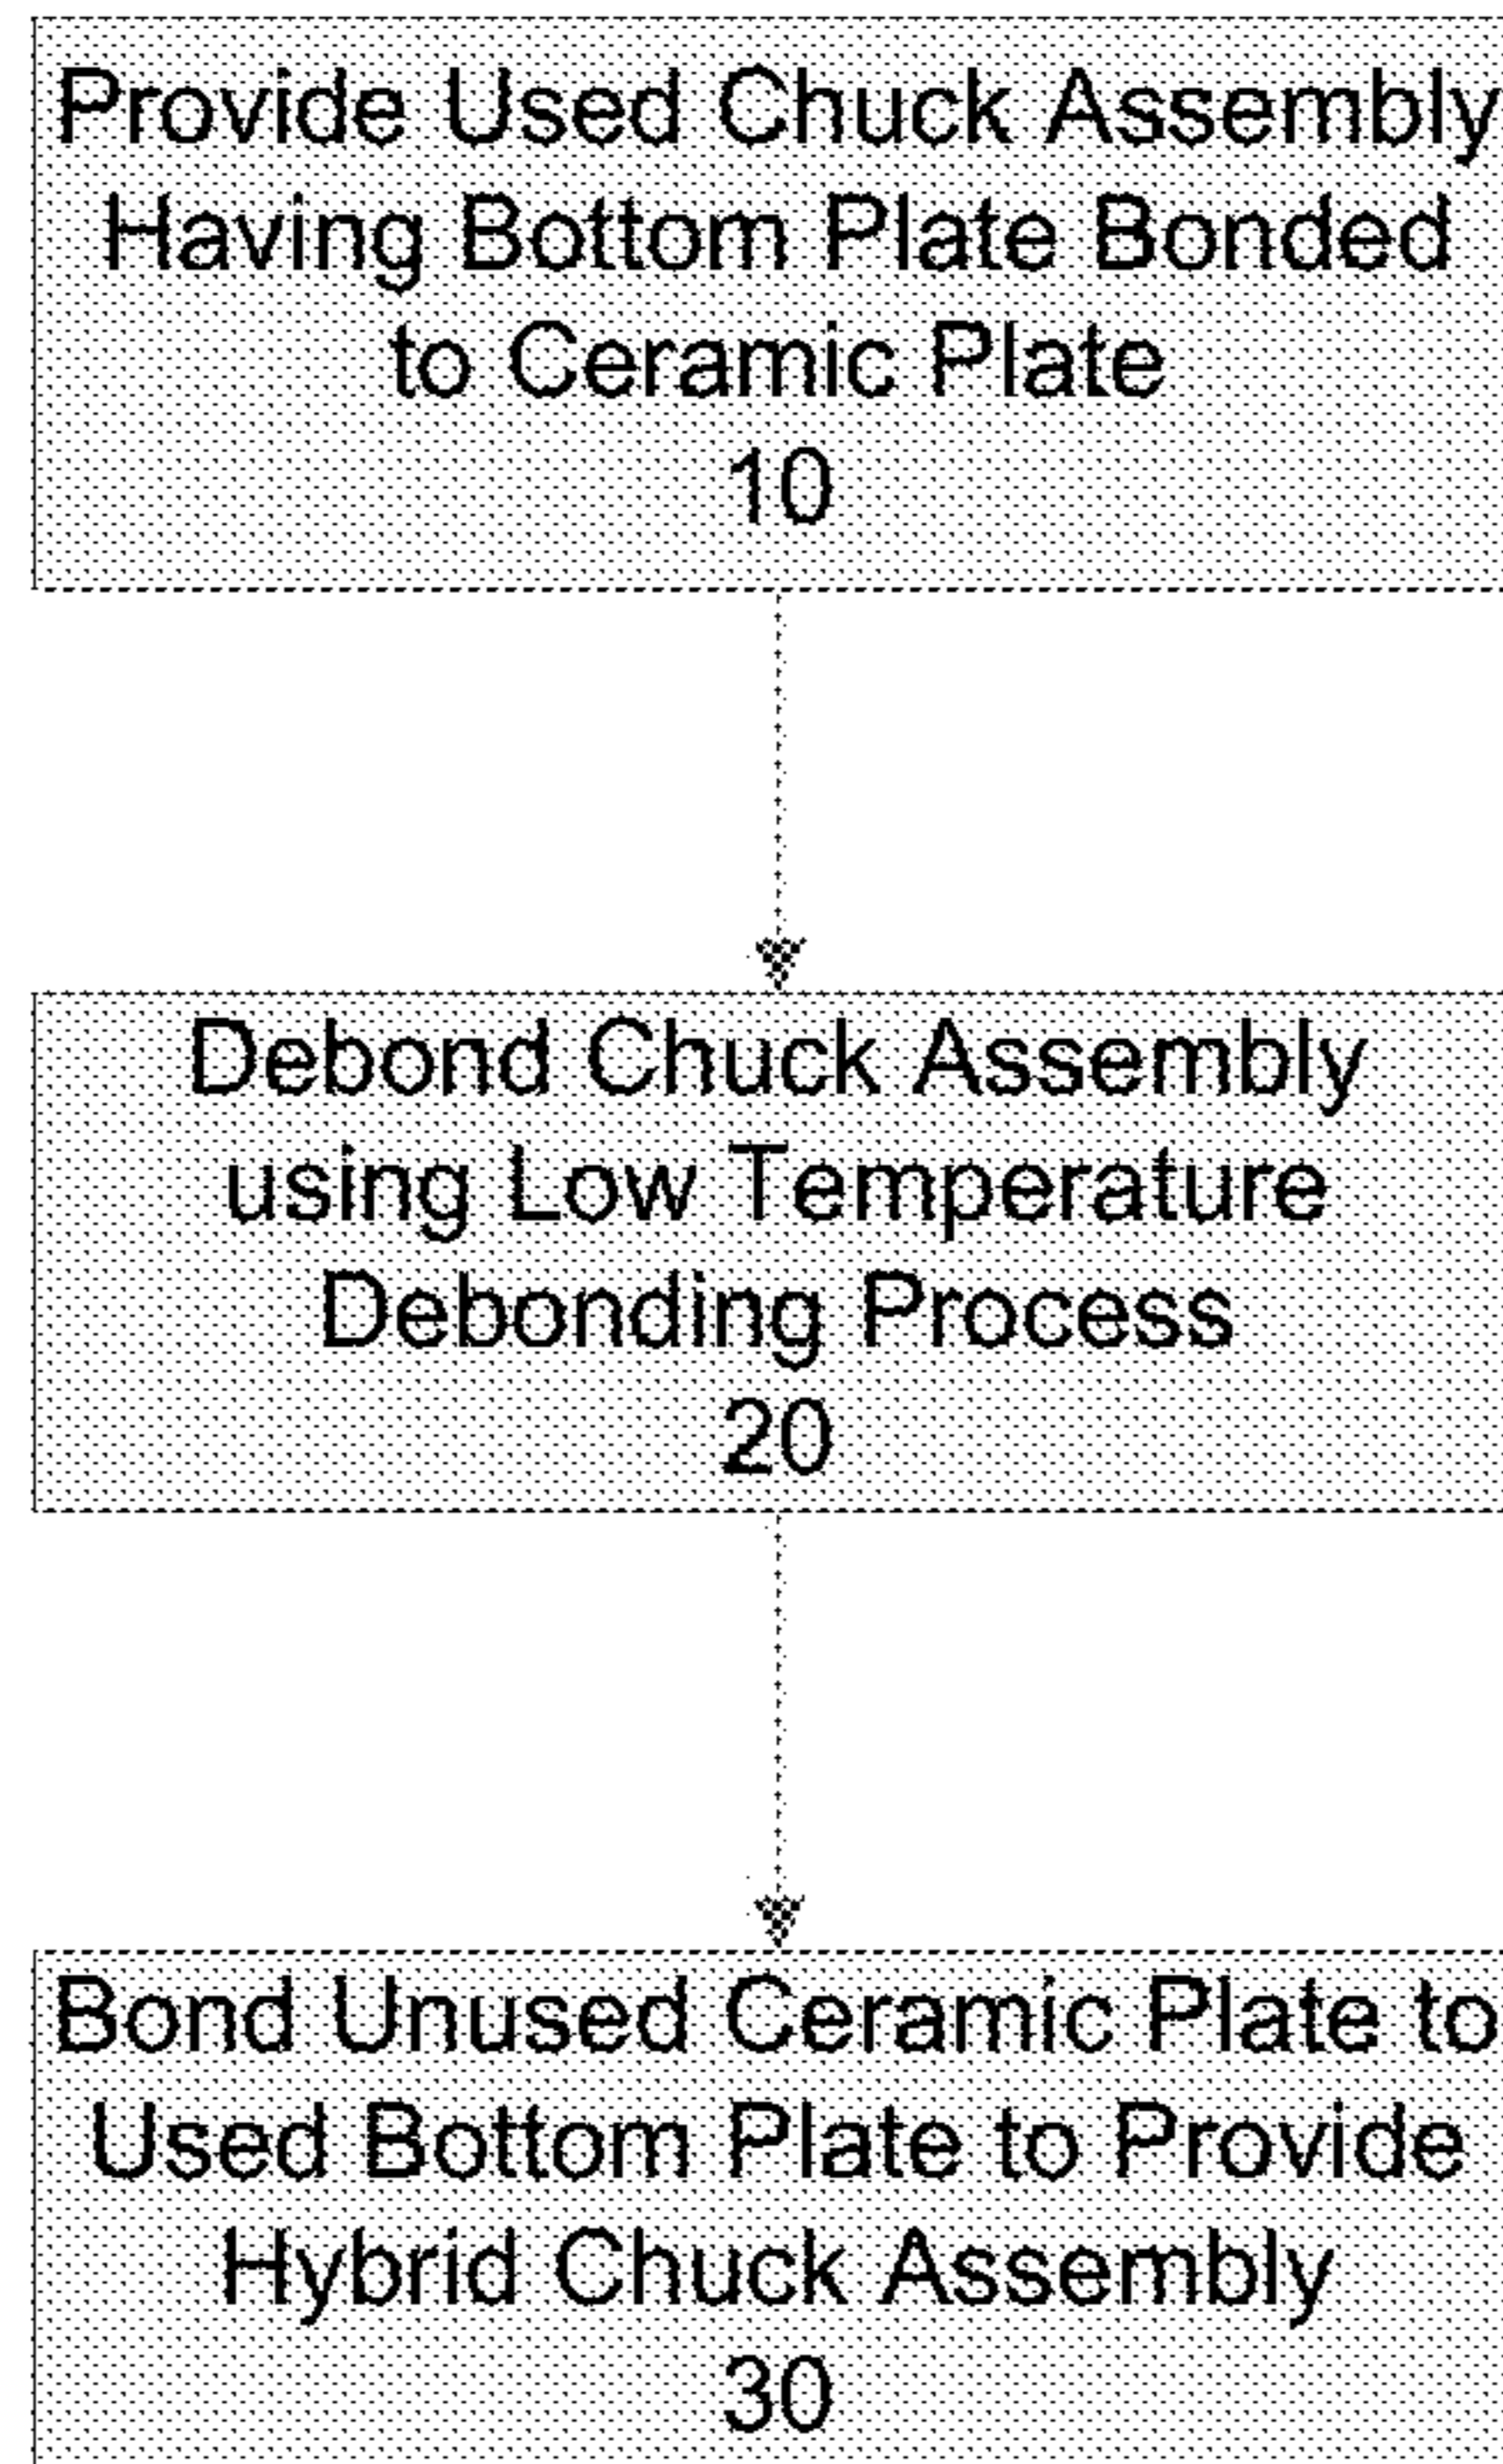 Provide Used Chuck Assembly
Having Bottom Plate Bonded
to Ceramic Plate
10
Debond Chuck Assembly
using Low Temperature
Debonding Process
20
Bond Unused Ceramic Plate to
Used Bottom Plate to Provide
Hybrid Chuck Assembly
30